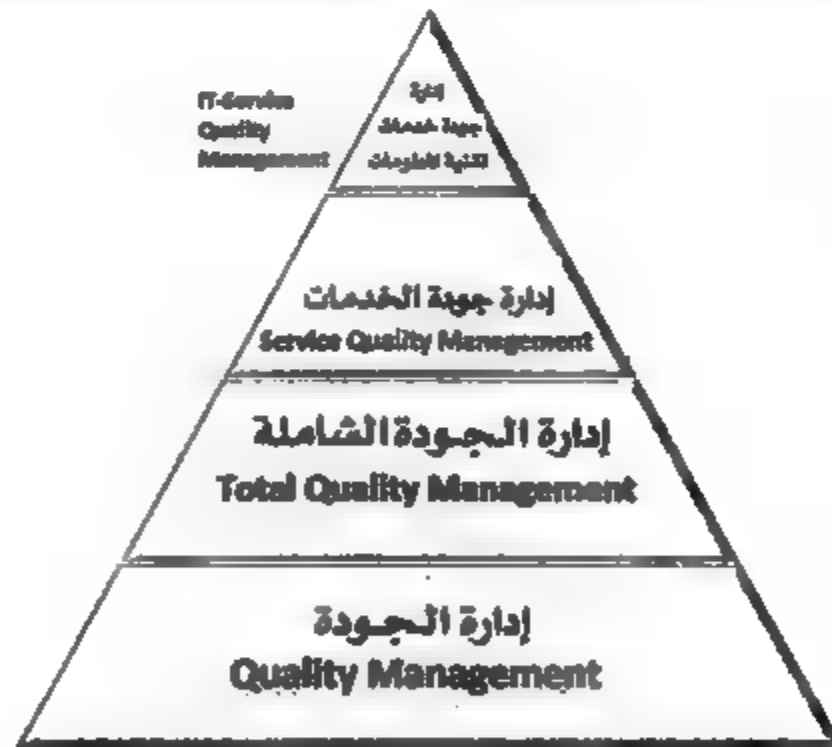 IT-Service
Quality
Management
إدارة
جودة خدمات
التقنية المعلومات
إدارة جودة الخدمات
Service Quality Management
إدارة الجودة الشاملة
Total Quality Management
إدارة الجودة
Quality Management